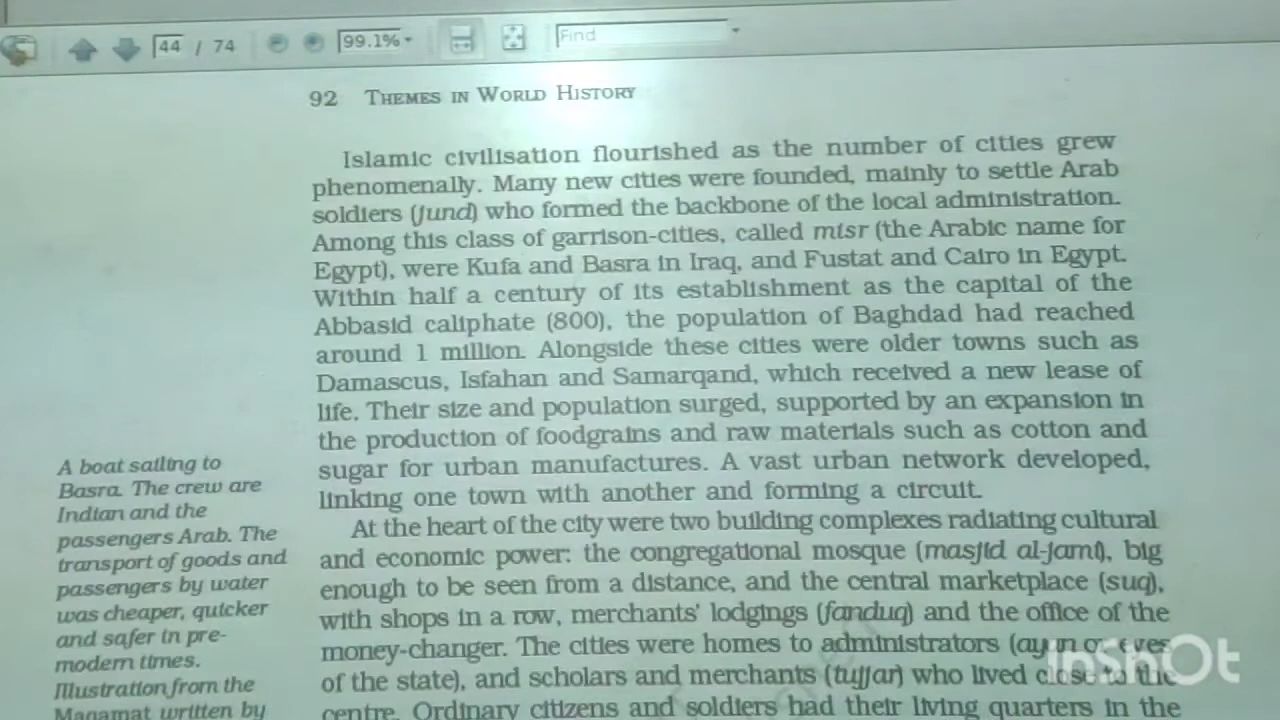 44 / 74
99.1%
Find
92 THEMES IN WORLD HISTORY
Islamic civilisation flourished as the number of cities grew
phenomenally. Many new cities were founded, mainly to settle Arab
soldiers (jund) who formed the backbone of the local administration.
Among this class of garrison-cities, called misr (the Arabic name for
Egypt), were Kufa and Basra in Iraq, and Fustat and Cairo in Egypt.
Within half a century of its establishment as the capital of the
Abbasid caliphate (800), the population of Baghdad had reached
around 1 million. Alongside these cities were older towns such as
Damascus, Isfahan and Samarqand, which received a new lease of
life. Their size and population surged, supported by an expansion in
the production of foodgrains and raw materials such as cotton and
sugar for urban manufactures. A vast urban network developed,
linking one town with another and forming a circuit.
At the heart of the city were two building complexes radiating cultural
and economic power: the congregational mosque (masjid al-jami), big
enough to be seen from a distance, and the central marketplace (suq),
with shops in a row, merchants' lodgings (fanduq) and the office of the
money-changer. The cities were homes to administrators (ayan or eyes
of the state), and scholars and merchants (tujjar) who lived close to the
centre. Ordinary citizens and soldiers had their living quarters in the
A boat sailing to
Basra. The crew are
Indian and the
passengers Arab. The
transport of goods and
passengers by water
was cheaper, quicker
and safer in pre-
modern times.
Illustration from the
Maqamat written by
InShOt